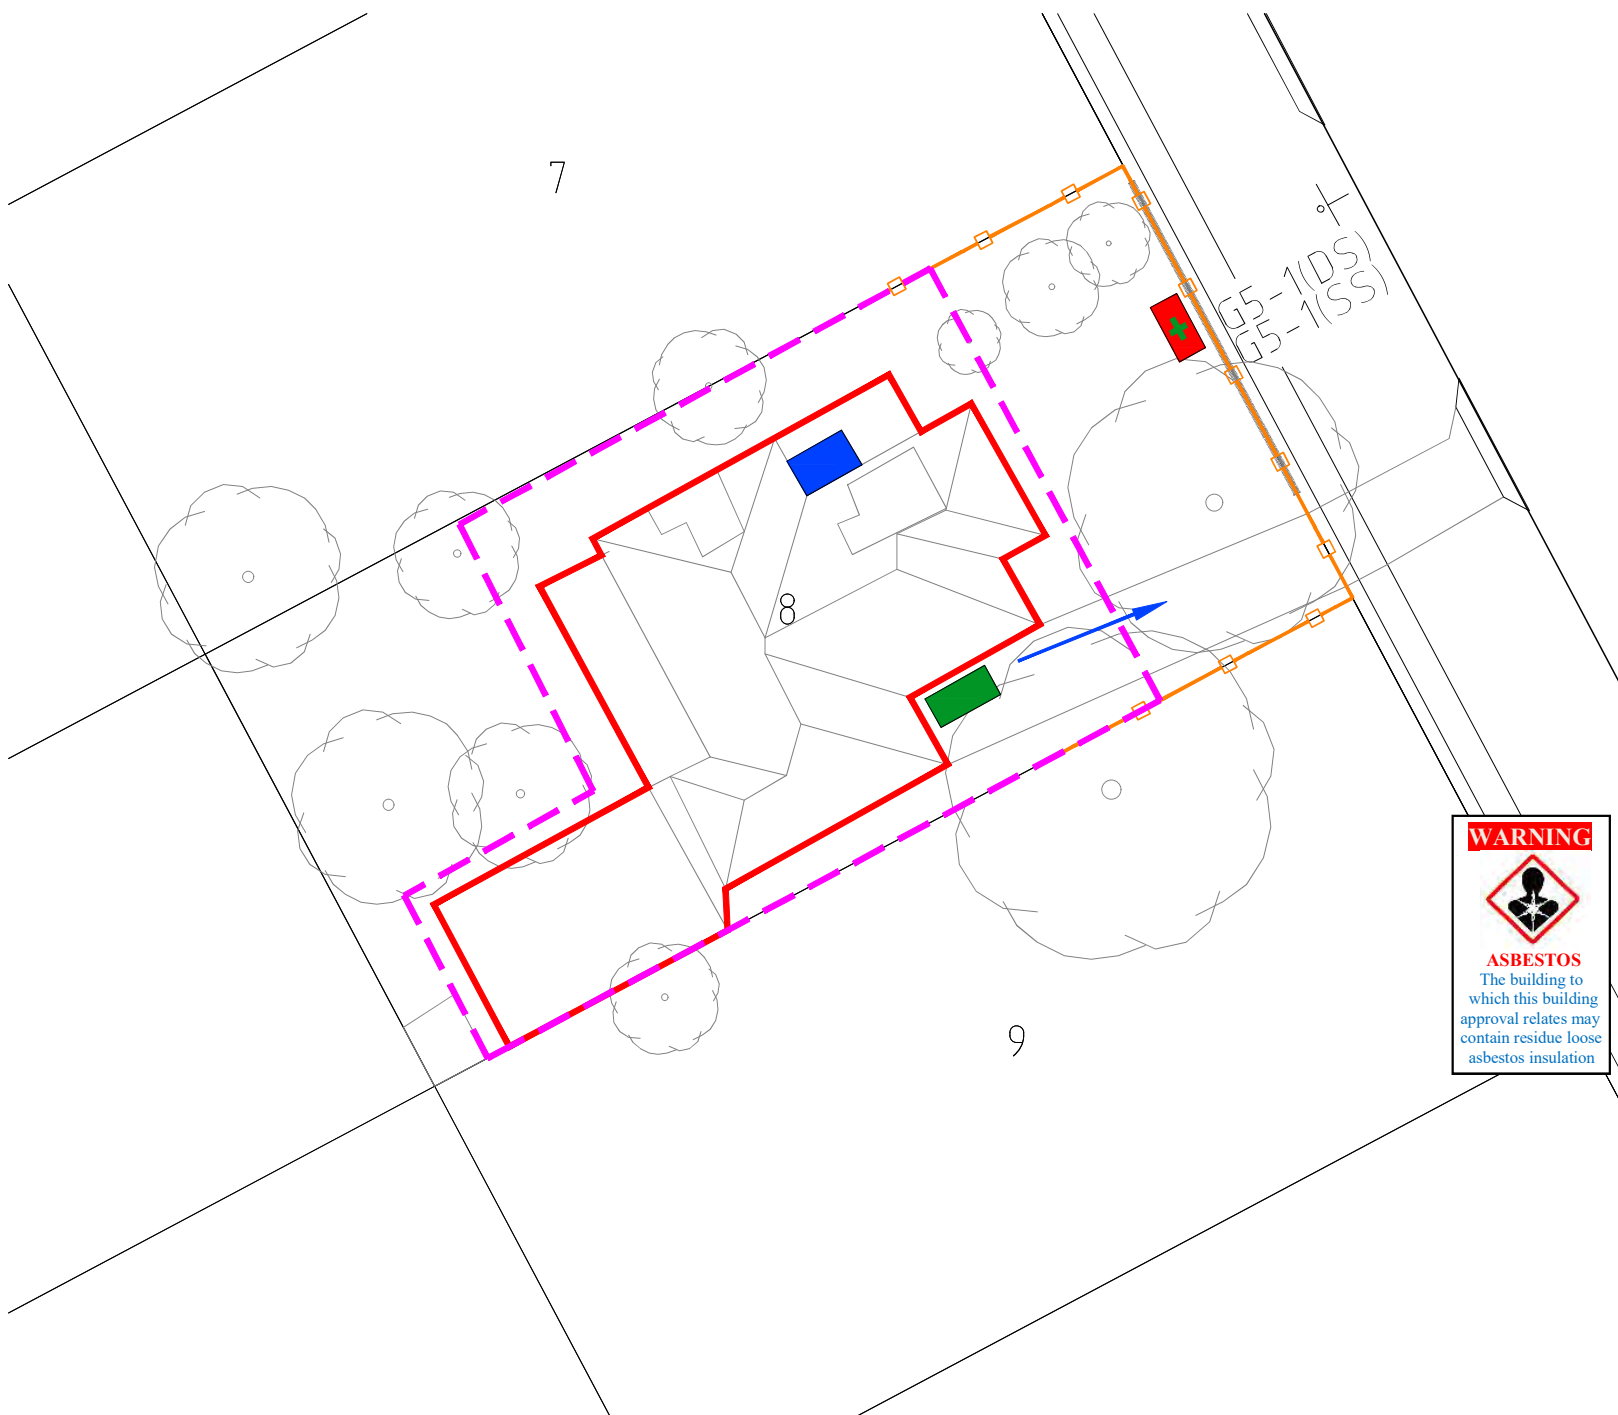 7
G5-1(DS)
G5-1(SS)
8
9
WARNING
ASBESTOS
The building to
which this building
approval relates may
contain residue loose
asbestos insulation